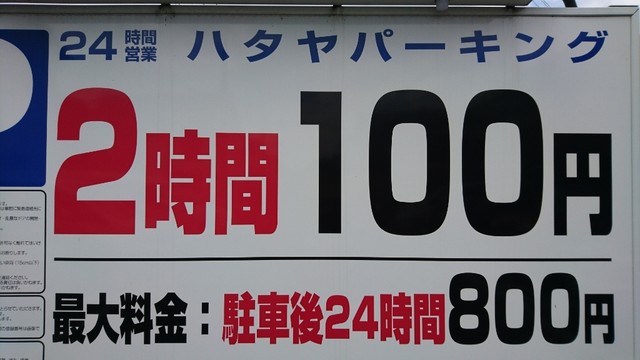 24時間営業 ハタヤパーキング
2時間 100円
最大料金：駐車後24時間800円